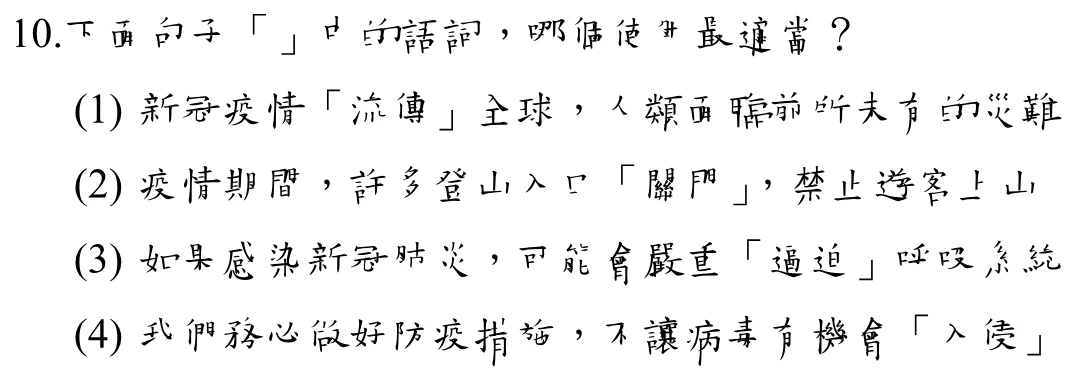 10.下面句子「」中的話詞，哪個使用最適當？
(1) 新冠疫情「流傳」全球，人類面臨前所未有的災難
(2) 疫情期間，許多登山入口「關門」，禁止遊客上山
(3) 如果感染新冠肺炎，可能會嚴重「逼迫」呼吸系統
(4) 我們務必做好防疫措施，不讓病毒有機會「入侵」